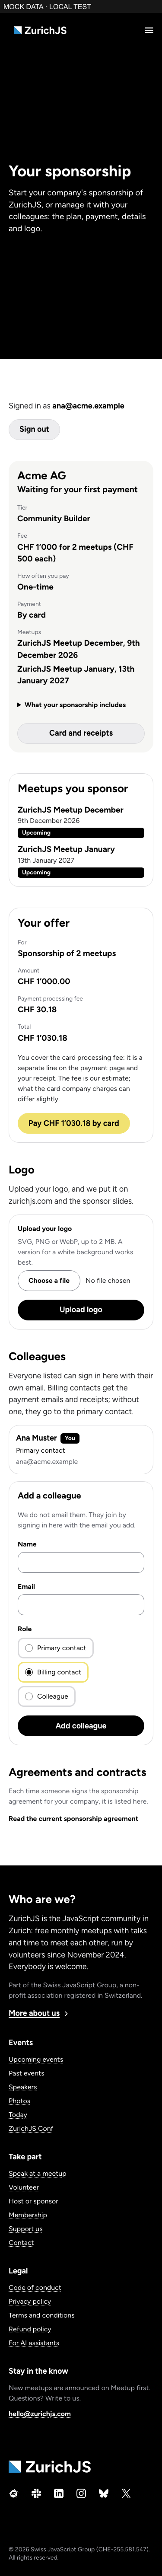 MOCK DATA · LOCAL TEST
ZurichJS
Your sponsorship
Start your company's sponsorship of
ZurichJS, or manage it with your
colleagues: the plan, payment, details
and logo.
Signed in as ana@acme.example
Sign out
Acme AG
Waiting for your first payment
Tier
Community Builder
Fee
CHF 1'000 for 2 meetups (CHF
500 each)
How often you pay
One-time
Payment
By card
Meetups
ZurichJS Meetup December, 9th
December 2026
ZurichJS Meetup January, 13th
January 2027
What your sponsorship includes
Card and receipts
Meetups you sponsor
ZurichJS Meetup December
9th December 2026
Upcoming
ZurichJS Meetup January
13th January 2027
Upcoming
Your offer
For
Sponsorship of 2 meetups
Amount
CHF 1'000.00
Payment processing fee
CHF 30.18
Total
CHF 1'030.18
You cover the card processing fee: it is a
separate line on the payment page and
your receipt. The fee is our estimate;
what the card company charges can
differ slightly.
Pay CHF 1'030.18 by card
Logo
Upload your logo, and we put it on
zurichjs.com and the sponsor slides.
Upload your logo
SVG, PNG or WebP, up to 2 MB. A
version for a white background works
best.
Choose a file No file chosen
Upload logo
Colleagues
Everyone listed can sign in here with their
own email. Billing contacts get the
payment emails and receipts; without
one, they go to the primary contact.
Ana Muster You
Primary contact
ana@acme.example
Add a colleague
We do not email them. They join by
signing in here with the email you add.
Name
Email
Role
Primary contact
Billing contact
Colleague
Add colleague
Agreements and contracts
Each time someone signs the sponsorship
agreement for your company, it is listed here.
Read the current sponsorship agreement
Who are we?
ZurichJS is the JavaScript community in
Zurich: free monthly meetups with talks
and time to meet each other, run by
volunteers since November 2024.
Everybody is welcome.
Part of the Swiss JavaScript Group, a non-
profit association registered in Switzerland.
More about us
Events
Upcoming events
Past events
Speakers
Photos
Today
ZurichJS Conf
Take part
Speak at a meetup
Volunteer
Host or sponsor
Membership
Support us
Contact
Legal
Code of conduct
Privacy policy
Terms and conditions
Refund policy
For AI assistants
Stay in the know
New meetups are announced on Meetup first.
Questions? Write to us.
hello@zurichjs.com
ZurichJS
© 2026 Swiss JavaScript Group (CHE-255.581.547).
All rights reserved.